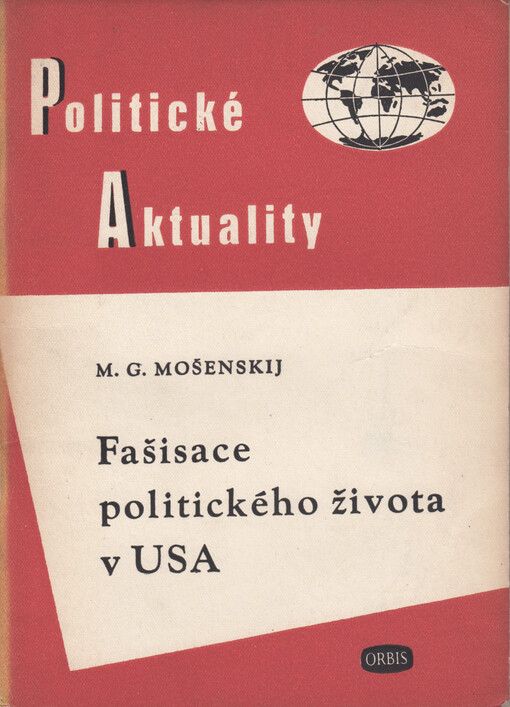 Politické
Aktuality
M. G. MOŠENSKIJ
Fašisace
politického života
v USA
ORBIS